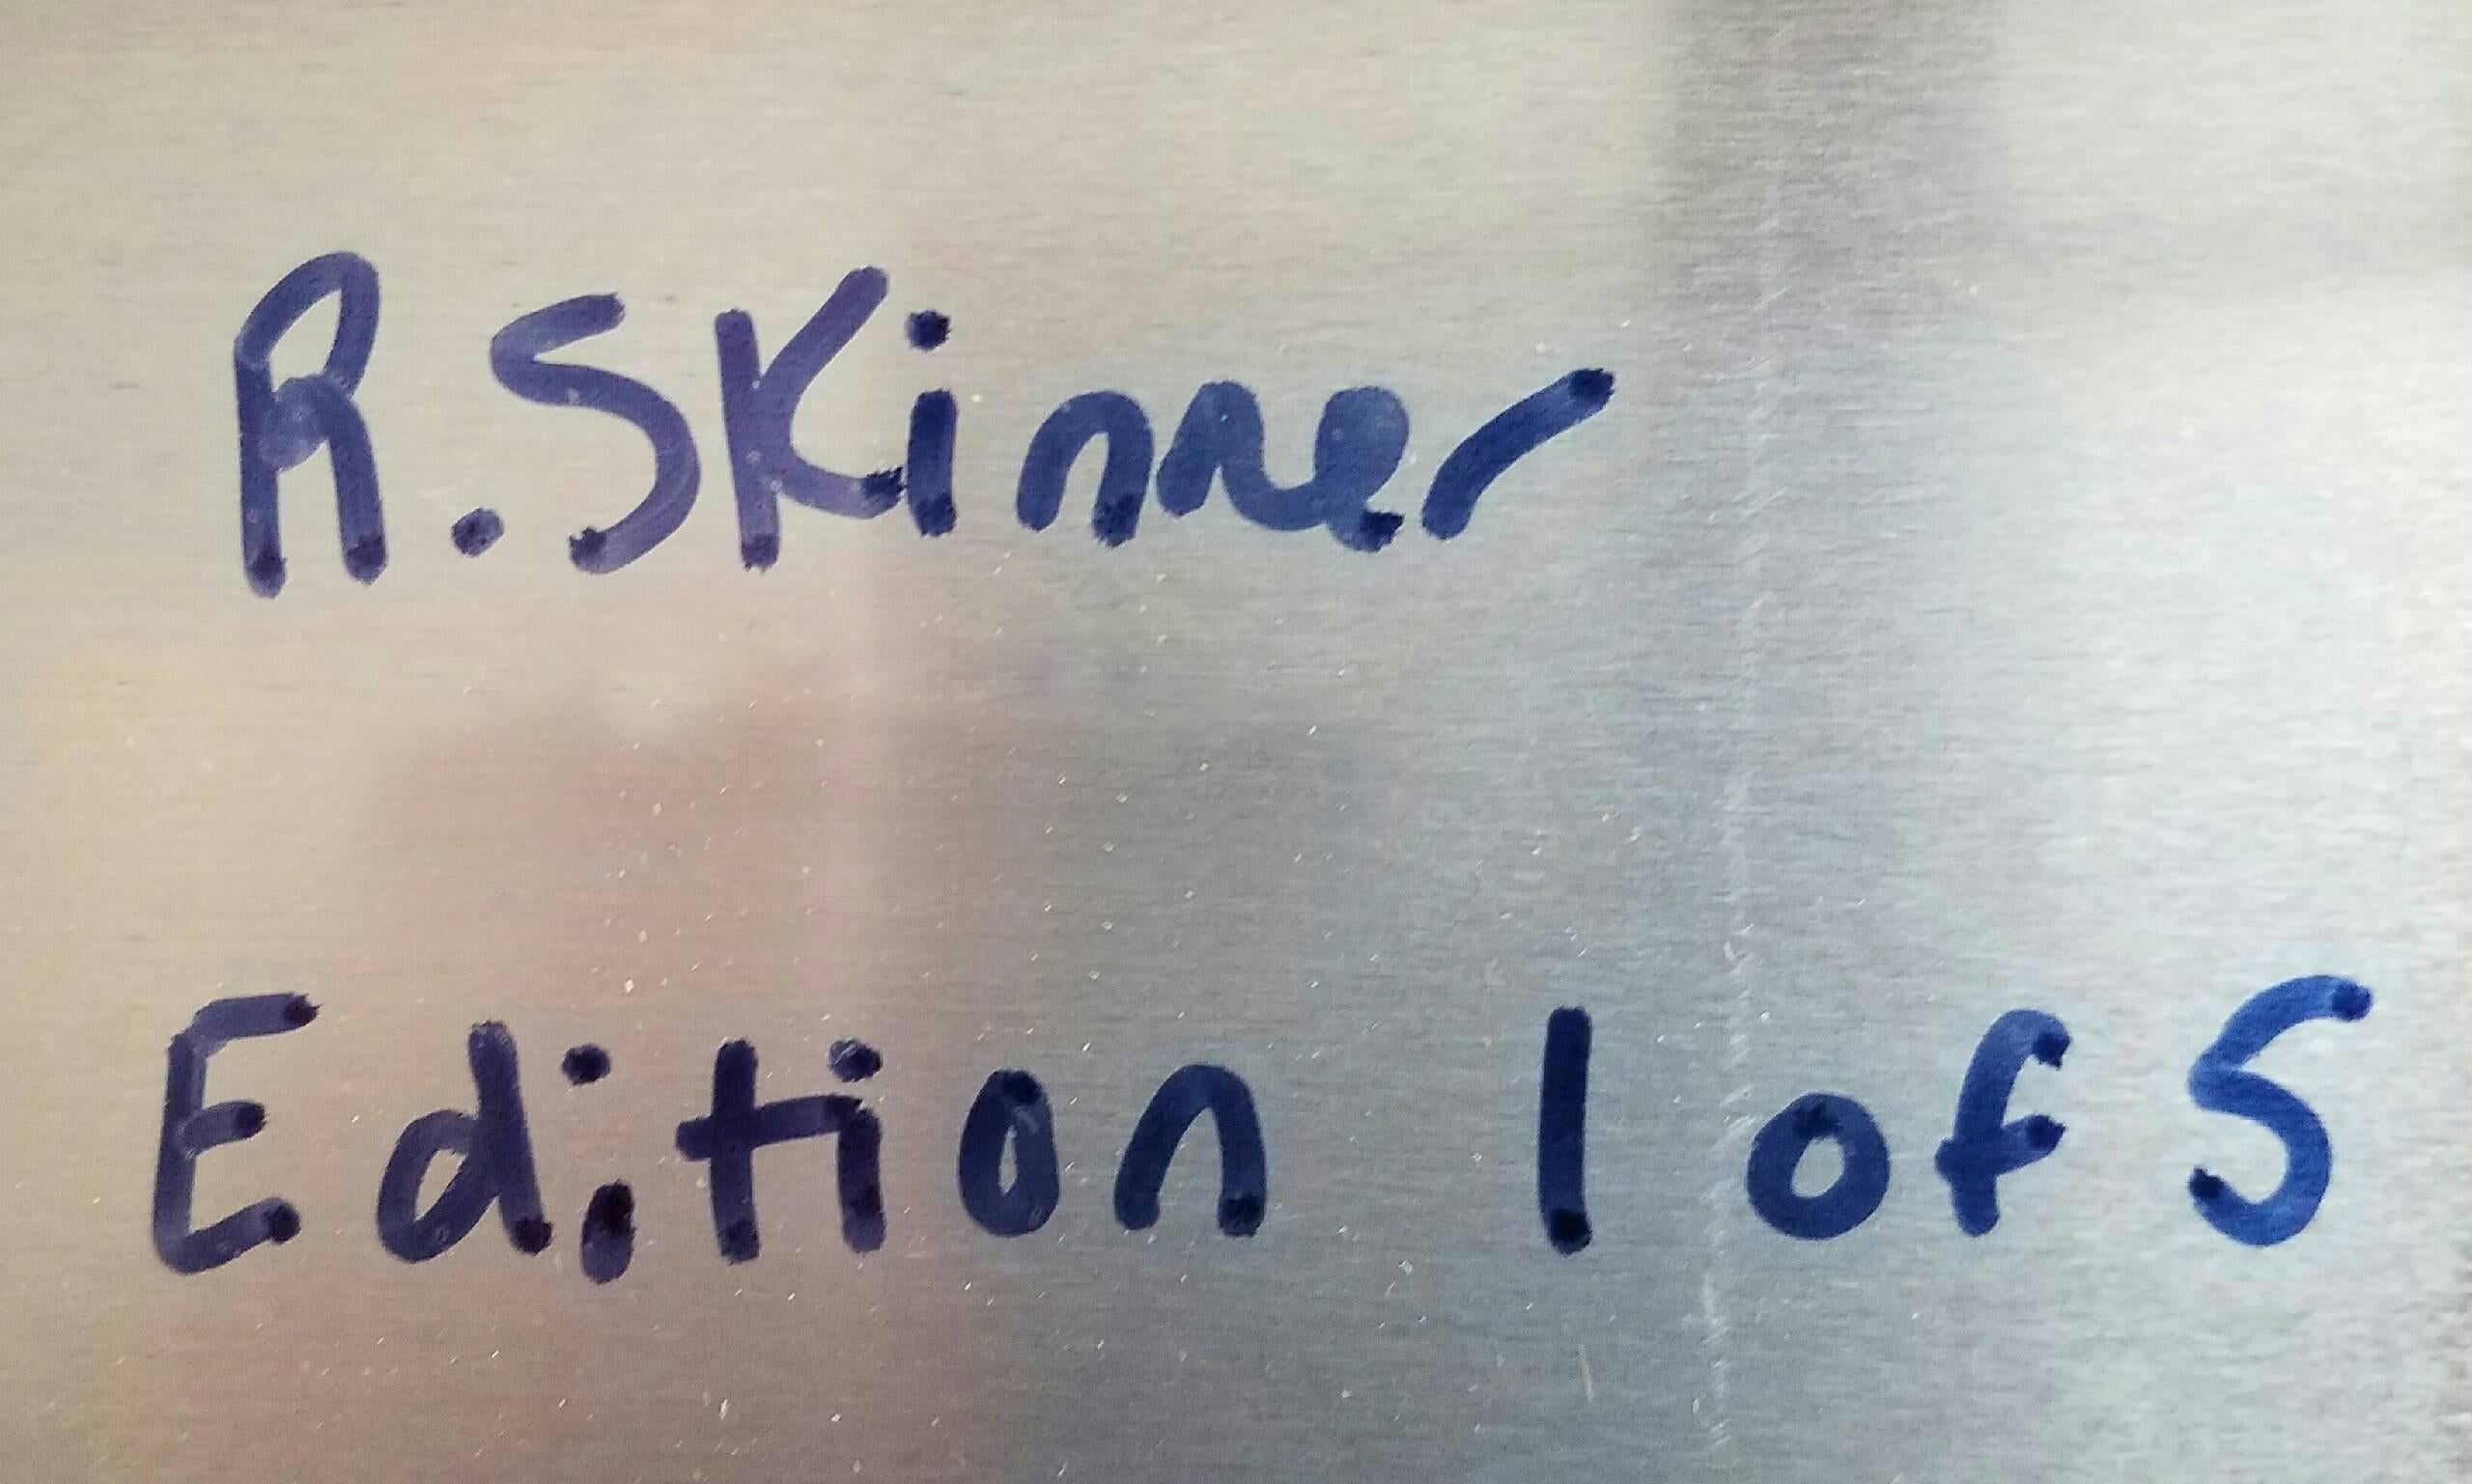 R. Skinner
Edition 1 of 5